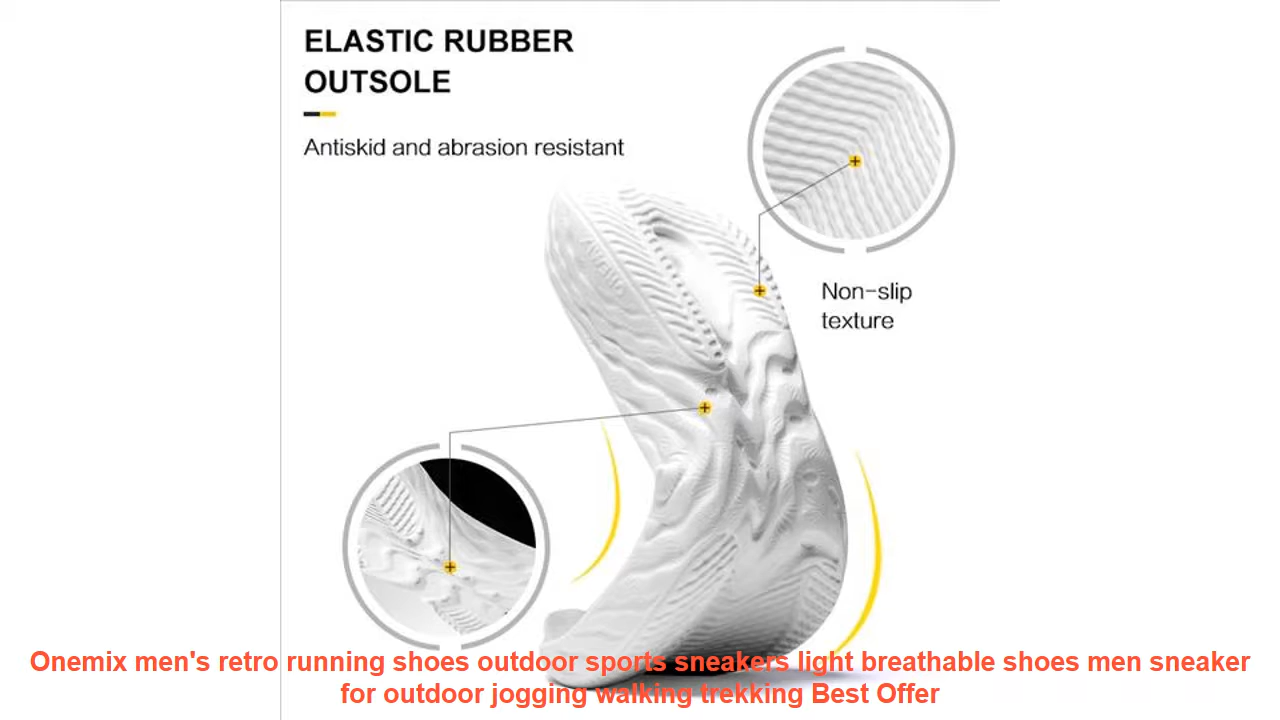 ELASTIC RUBBER
OUTSOLE
Antiskid and abrasion resistant
Non-slip
texture
Onemix men's retro running shoes outdoor sports sneakers light breathable shoes men sneaker
for outdoor jogging walking trekking Best Offer